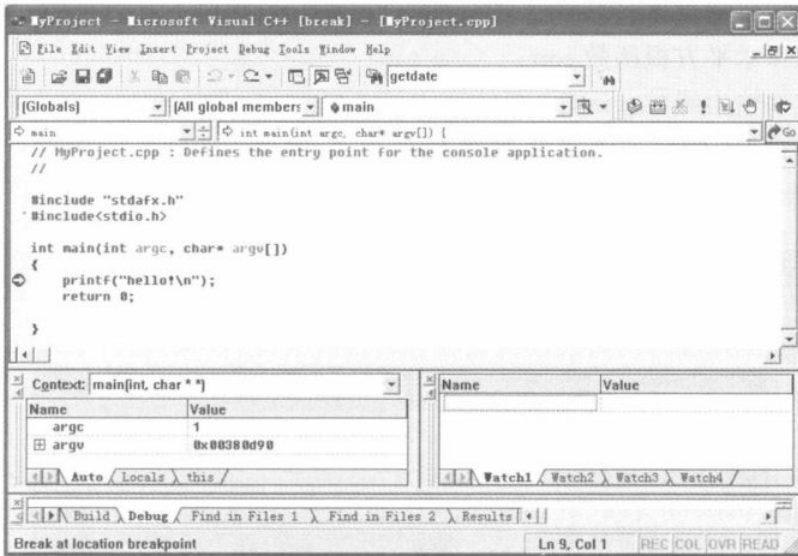 MyProject - Microsoft Visual C++ [break] - [MyProject.cpp]
File Edit View Insert Project Debug Tools Window Help
getdate
(Globals) (All global members main
main int main(int argc, char* argv[]) { Go
// MyProject.cpp : Defines the entry point for the console application.
//
#include "stdafx.h"
#include<stdio.h>
int main(int argc, char* argv[])
{
printf("hello!\n");
return 0;
}
Context: main(int, char * *)
Name Value
argc 1
argv 0x00380d90
Auto Locals this
Name Value
Watch1 Watch2 Watch3 Watch4
Build Debug Find in Files 1 Find in Files 2 Results
Break at location breakpoint Ln 9, Col 1 REC COL OVR READ